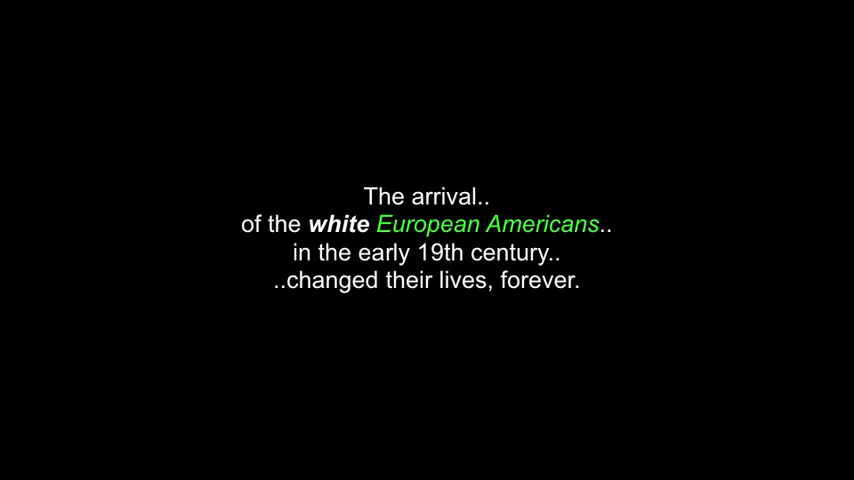 The arrival..
of the white European Americans..
in the early 19th century..
..changed their lives, forever.